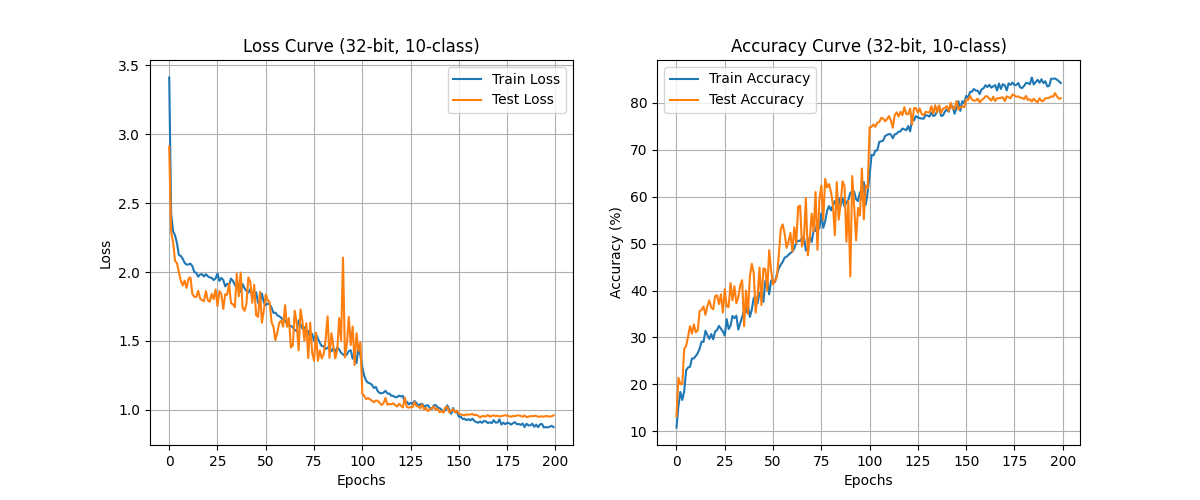 Loss Curve (32-bit, 10-class)
Train Loss
Test Loss
Loss
3.5
3.0
2.5
2.0
1.5
1.0
0 25 50 75 100 125 150 175 200
Epochs
Accuracy Curve (32-bit, 10-class)
Train Accuracy
Test Accuracy
Accuracy (%)
80
70
60
50
40
30
20
10
0 25 50 75 100 125 150 175 200
Epochs